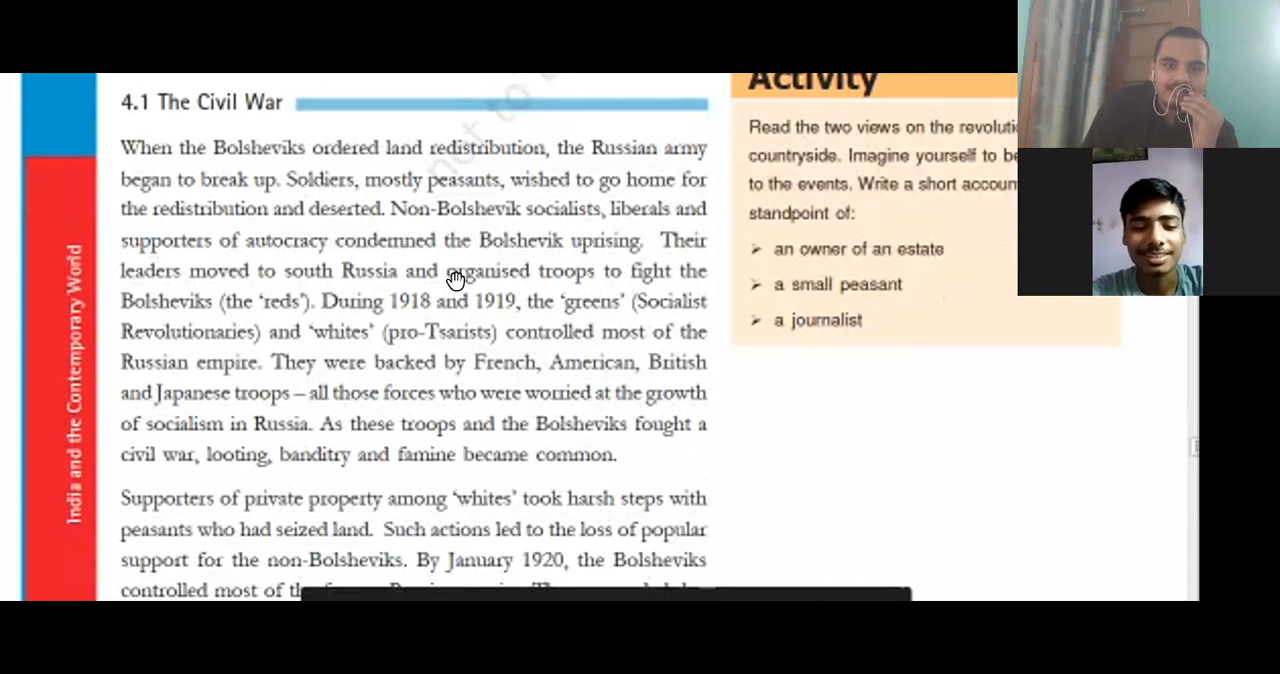 4.1 The Civil War
When the Bolsheviks ordered land redistribution, the Russian army
began to break up. Soldiers, mostly peasants, wished to go home for
the redistribution and deserted. Non-Bolshevik socialists, liberals and
supporters of autocracy condemned the Bolshevik uprising. Their
leaders moved to south Russia and organised troops to fight the
Bolsheviks (the ‘reds’). During 1918 and 1919, the ‘greens’ (Socialist
Revolutionaries) and ‘whites’ (pro-Tsarists) controlled most of the
Russian empire. They were backed by French, American, British
and Japanese troops – all those forces who were worried at the growth
of socialism in Russia. As these troops and the Bolsheviks fought a
civil war, looting, banditry and famine became common.
Supporters of private property among ‘whites’ took harsh steps with
peasants who had seized land. Such actions led to the loss of popular
support for the non-Bolsheviks. By January 1920, the Bolsheviks
controlled most of
Activity
Read the two views on the
countryside. Imagine yourself to
to the events. Write a short
standpoint of:
➢ an owner of an estate
➢ a small peasant
➢ a journalist
India and the Contemporary World
not to